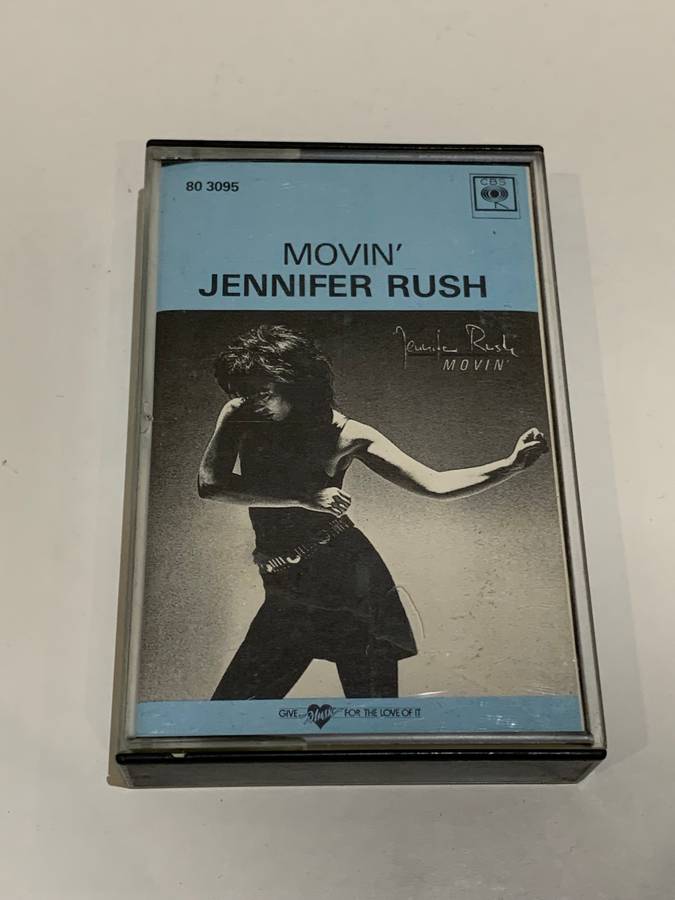 80 3095
CBS
MOVIN'
JENNIFER RUSH
Jennifer Rush
MOVIN'
GIVE Music FOR THE LOVE OF IT